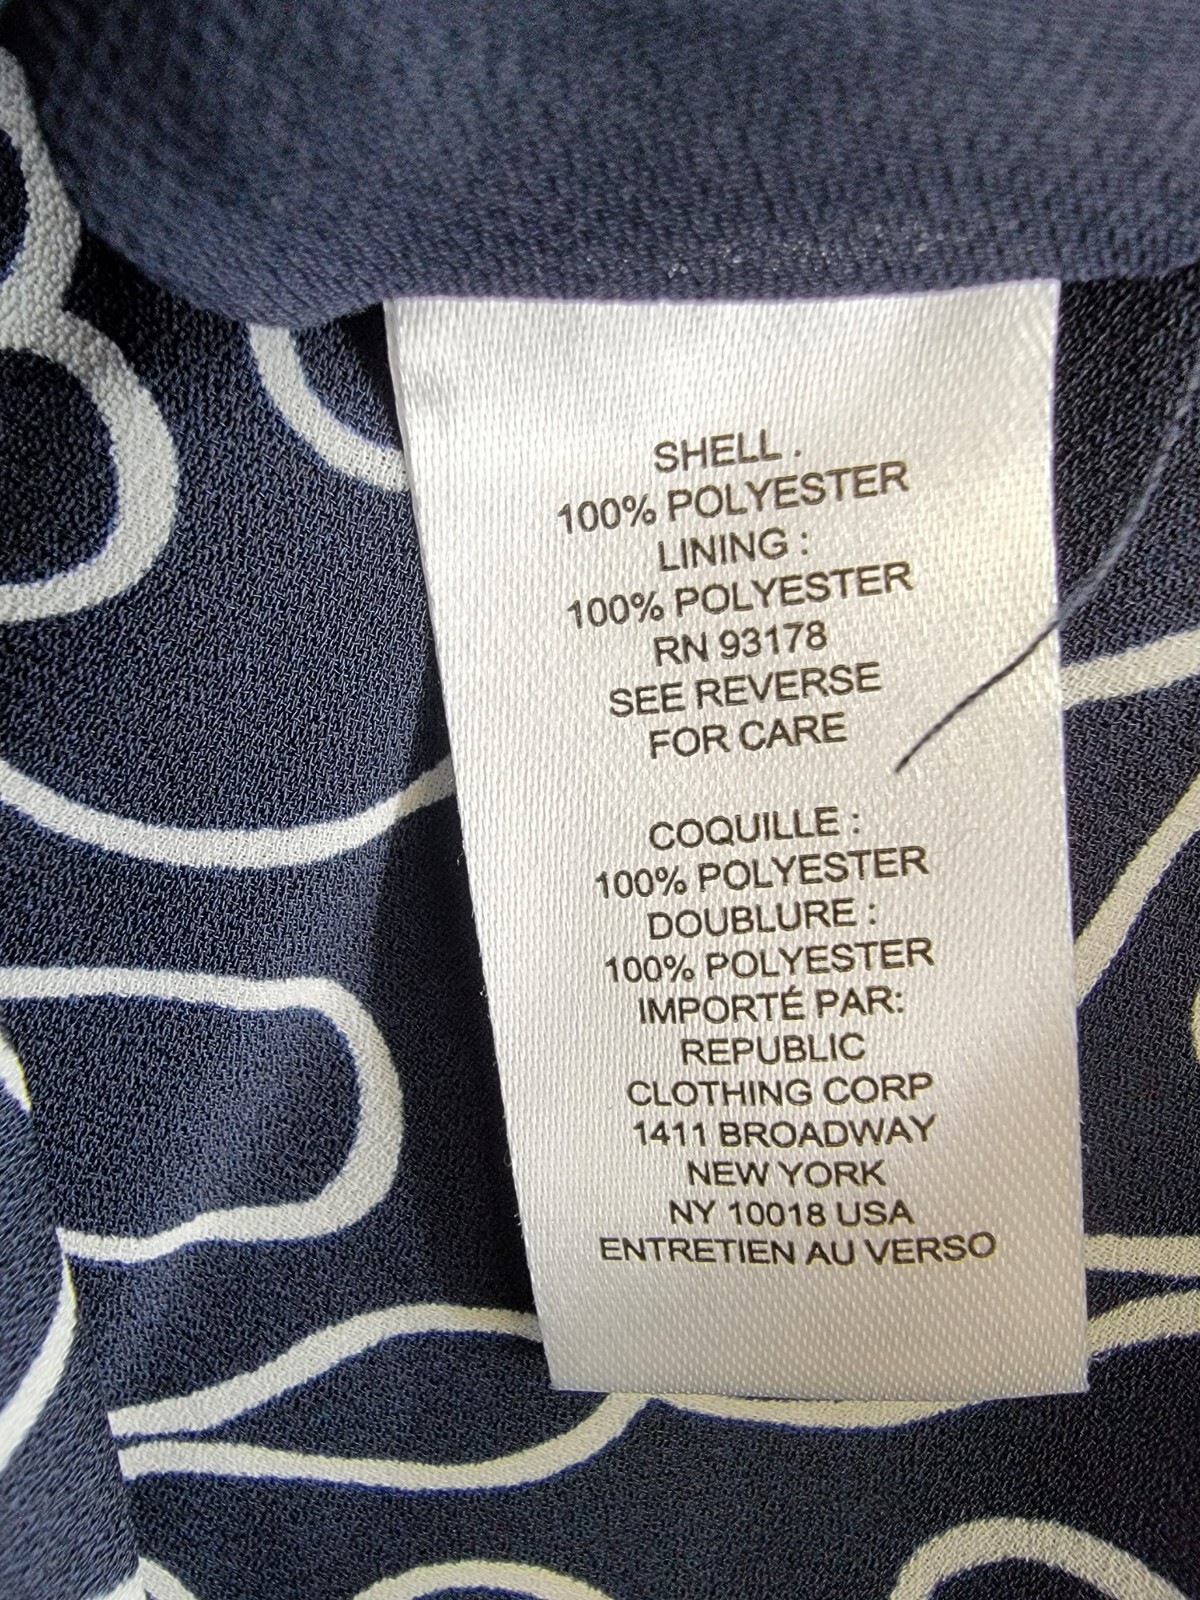 SHELL :
100% POLYESTER
LINING :
100% POLYESTER
RN 93178
SEE REVERSE
FOR CARE
COQUILLE :
100% POLYESTER
DOUBLURE :
100% POLYESTER
IMPORTÉ PAR:
REPUBLIC
CLOTHING CORP
1411 BROADWAY
NEW YORK
NY 10018 USA
ENTRETIEN AU VERSO